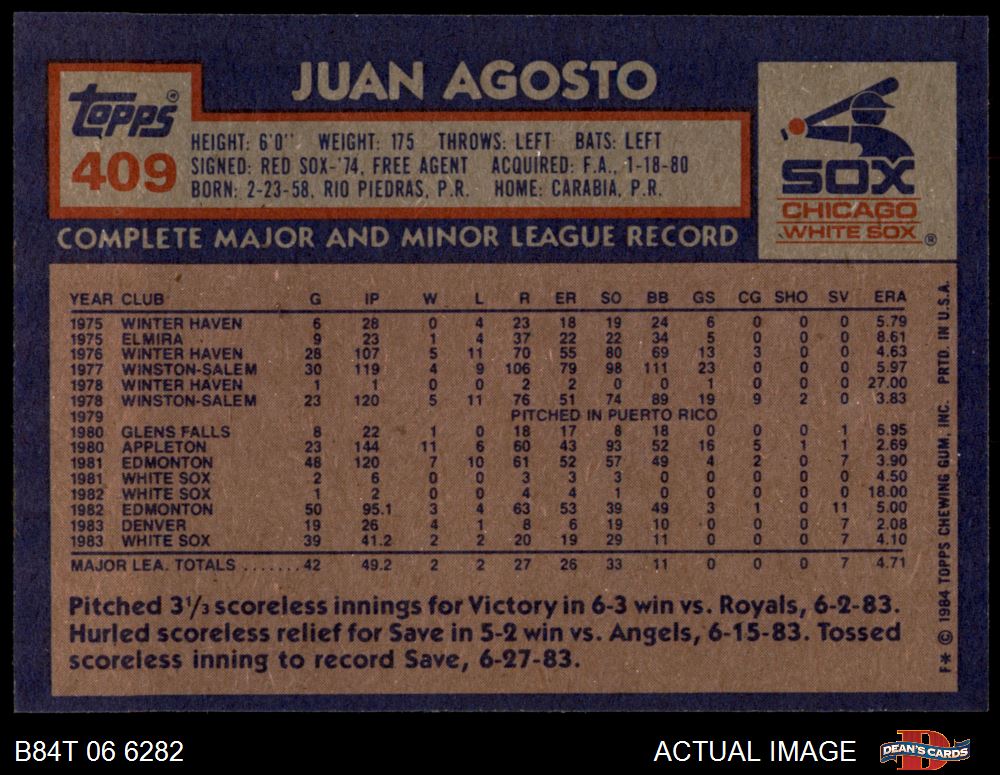 JUAN AGOSTO
Topps®
409
HEIGHT: 6'0" WEIGHT: 175 THROWS: LEFT BATS: LEFT
SIGNED: RED SOX-'74, FREE AGENT ACQUIRED: F.A., 1-18-80
BORN: 2-23-58, RIO PIEDRAS, P.R. HOME: CARABIA, P.R.
SOX
CHICAGO
WHITE SOX ®
COMPLETE MAJOR AND MINOR LEAGUE RECORD
YEAR CLUB G IP W L R ER SO BB GS CG SHO SV ERA
1975 WINTER HAVEN 6 28 0 4 23 18 19 24 6 0 0 0 5.79
1975 ELMIRA 9 23 1 4 37 22 22 34 5 0 0 0 8.61
1976 WINTER HAVEN 28 107 5 11 70 55 80 69 13 3 0 0 4.63
1977 WINSTON-SALEM 30 119 4 9 106 79 98 111 23 0 0 0 5.97
1978 WINTER HAVEN 1 1 0 0 2 2 0 0 1 0 0 0 27.00
1978 WINSTON-SALEM 23 120 5 11 76 51 74 89 19 9 2 0 3.83
1979 PITCHED IN PUERTO RICO
1980 GLENS FALLS 8 22 1 0 18 17 8 18 0 0 0 1 6.95
1980 APPLETON 23 144 11 6 60 43 93 52 16 5 1 1 2.69
1981 EDMONTON 48 120 7 10 61 52 57 49 4 2 0 7 3.90
1981 WHITE SOX 2 6 0 0 3 3 3 0 0 0 0 0 4.50
1982 WHITE SOX 1 2 0 0 4 4 1 0 0 0 0 0 18.00
1982 EDMONTON 50 95.1 3 4 63 53 39 49 3 1 0 11 5.00
1983 DENVER 19 26 4 1 8 6 19 10 0 0 0 7 2.08
1983 WHITE SOX 39 41.2 2 2 20 19 29 11 0 0 0 7 4.10
MAJOR LEA. TOTALS ....... 42 49.2 2 2 27 26 33 11 0 0 0 7 4.71
Pitched 3⅓ scoreless innings for Victory in 6-3 win vs. Royals, 6-2-83.
Hurled scoreless relief for Save in 5-2 win vs. Angels, 6-15-83. Tossed
scoreless inning to record Save, 6-27-83.
F* © 1984 TOPPS CHEWING GUM, INC. PRTD. IN U.S.A.
B84T 06 6282
ACTUAL IMAGE
D
DEAN'S CARDS